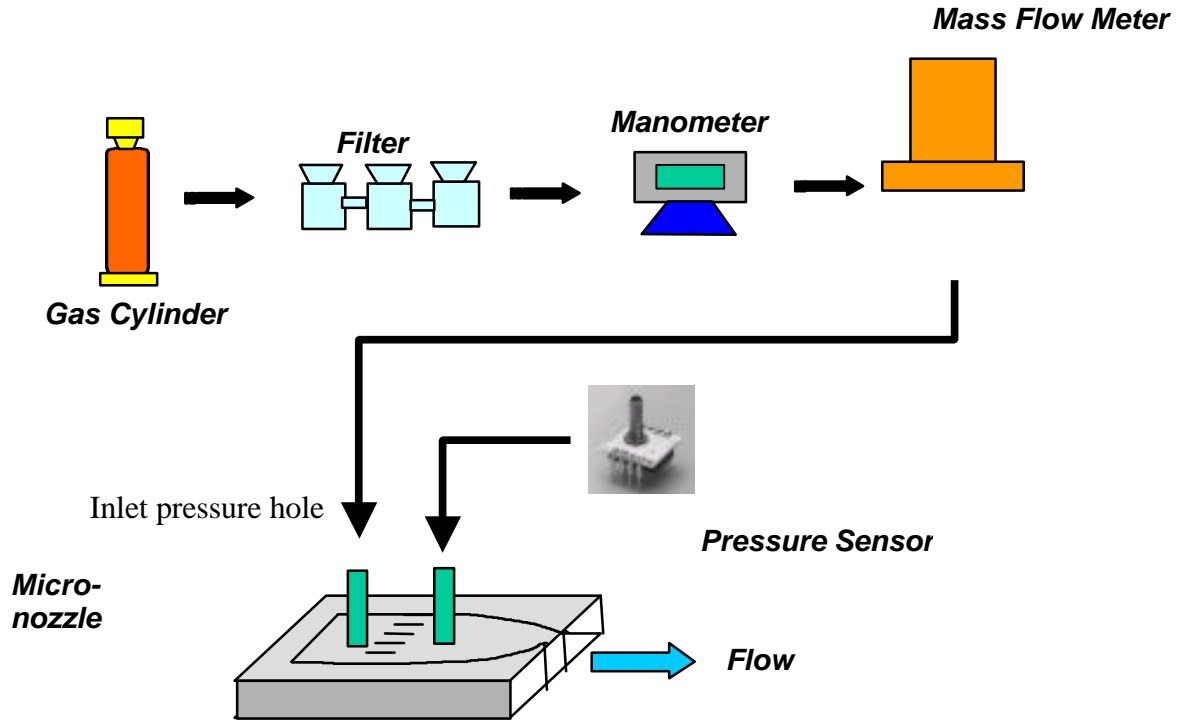 Mass Flow Meter
Manometer
Filter
Gas Cylinder
Inlet pressure hole
Pressure Sensor
Micro-
nozzle
Flow